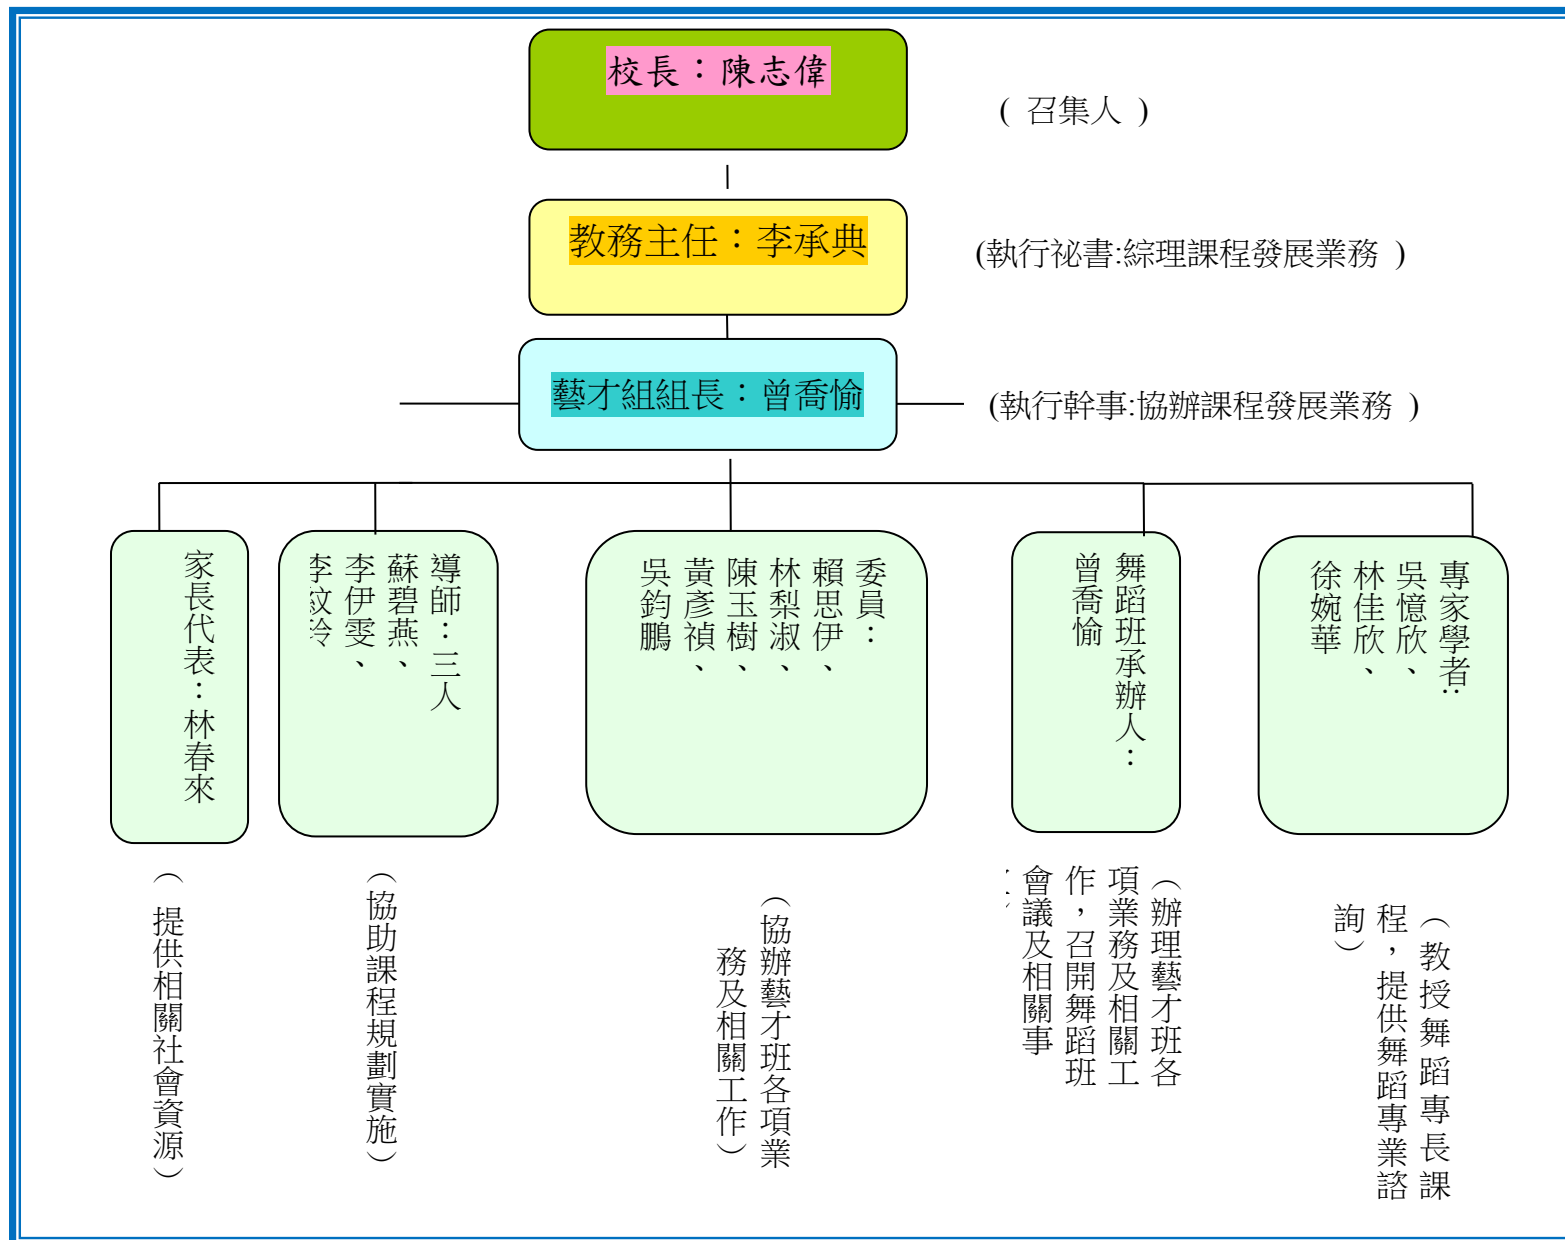 校長：陳志偉
( 召集人 )
教務主任：李承典
(執行祕書:綜理課程發展業務 )
藝才組組長：曾喬愉
(執行幹事:協辦課程發展業務 )
家長代表：林春來
導師：三人
蘇碧燕、
李伊雯、
李紋玲
委員：
賴思伊、
林梨淑、
陳玉樹、
黃彥禎、
吳鈞鵬
舞蹈班承辦人：
曾喬愉
專家學者:
吳憶欣、
林佳欣、
徐婉華
（ 提供相關社會資源）
（協助課程規劃實施）
（協辦藝才班各項業
務及相關工作）
（辦理藝才班各
項業務及相關工
作，召開舞蹈班
會議及相關事
（教授舞蹈專長課
程，提供舞蹈專業諮
詢）